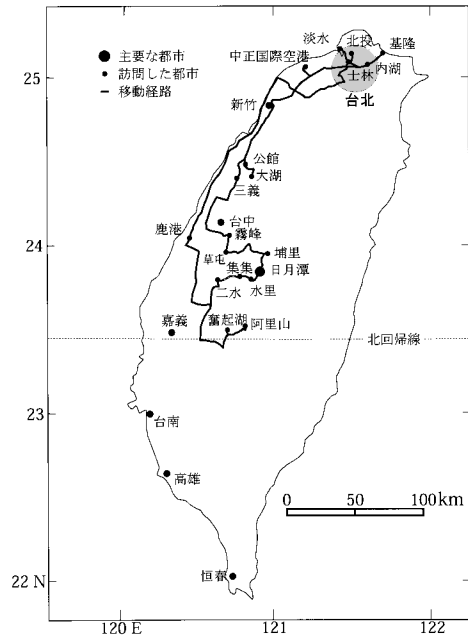 主要な都市
訪問した都市
移動経路
淡水
北投
基隆
中正国際空港
士林
内湖
台北
新竹
公館
大湖
三義
台中
霧峰
鹿港
草屯
埔里
集集
日月潭
二水
水里
奮起湖
阿里山
嘉義
北回帰線
台南
高雄
恒春
0 50 100km
25
24
23
22 N
120 E
121
122